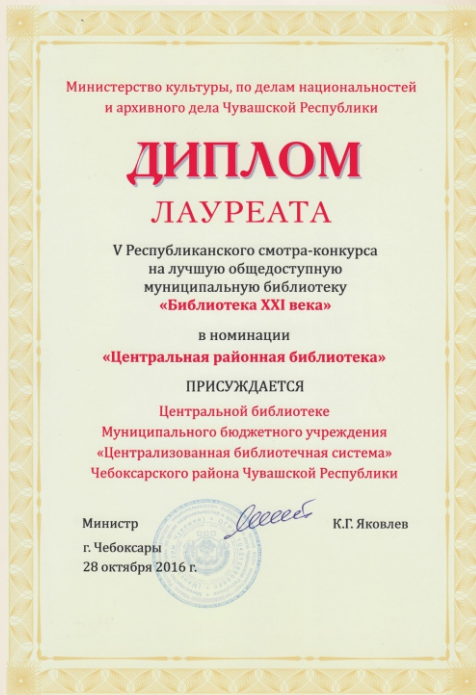 Министерство культуры, по делам национальностей
и архивного дела Чувашской Республики
ДИПЛОМ
ЛАУРЕАТА
V Республиканского смотра-конкурса
на лучшую общедоступную
муниципальную библиотеку
«Библиотека XXI века»
в номинации
«Центральная районная библиотека»
ПРИСУЖДАЕТСЯ
Центральной библиотеке
Муниципального бюджетного учреждения
«Централизованная библиотечная система»
Чебоксарского района Чувашской Республики
Министр К.Г. Яковлев
г. Чебоксары
28 октября 2016 г.